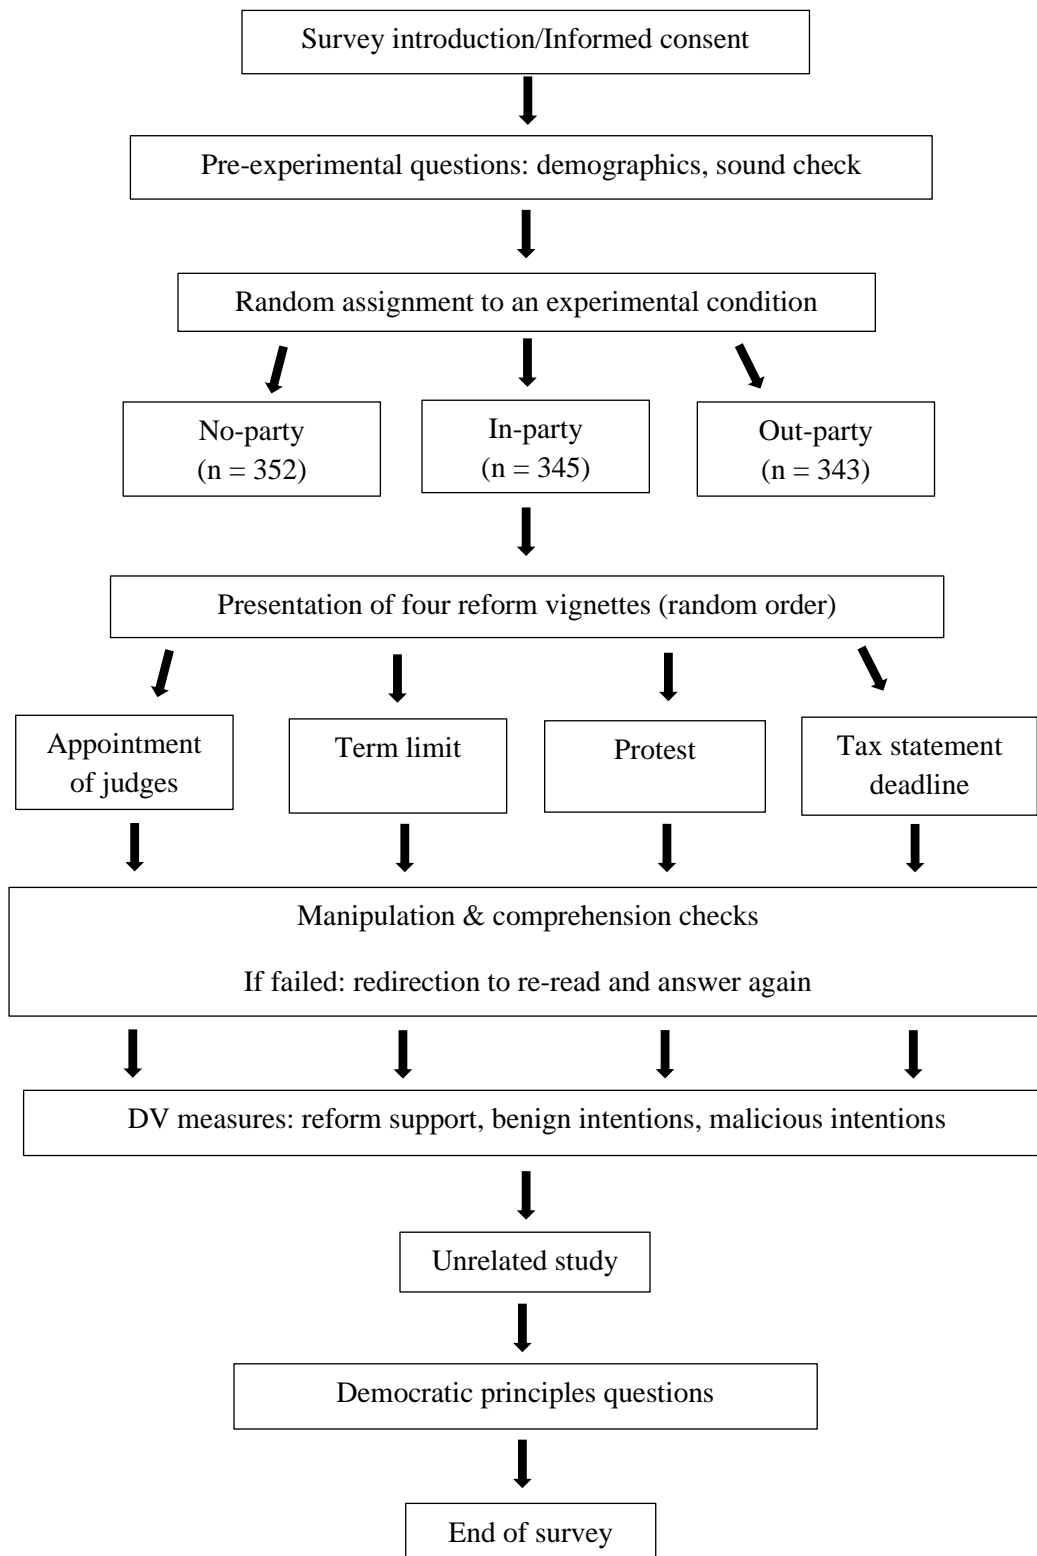 Survey introduction/Informed consent
Pre-experimental questions: demographics, sound check
Random assignment to an experimental condition
No-party
(n = 352)
In-party
(n = 345)
Out-party
(n = 343)
Presentation of four reform vignettes (random order)
Appointment
of judges
Term limit
Protest
Tax statement
deadline
Manipulation & comprehension checks
If failed: redirection to re-read and answer again
DV measures: reform support, benign intentions, malicious intentions
Unrelated study
Democratic principles questions
End of survey